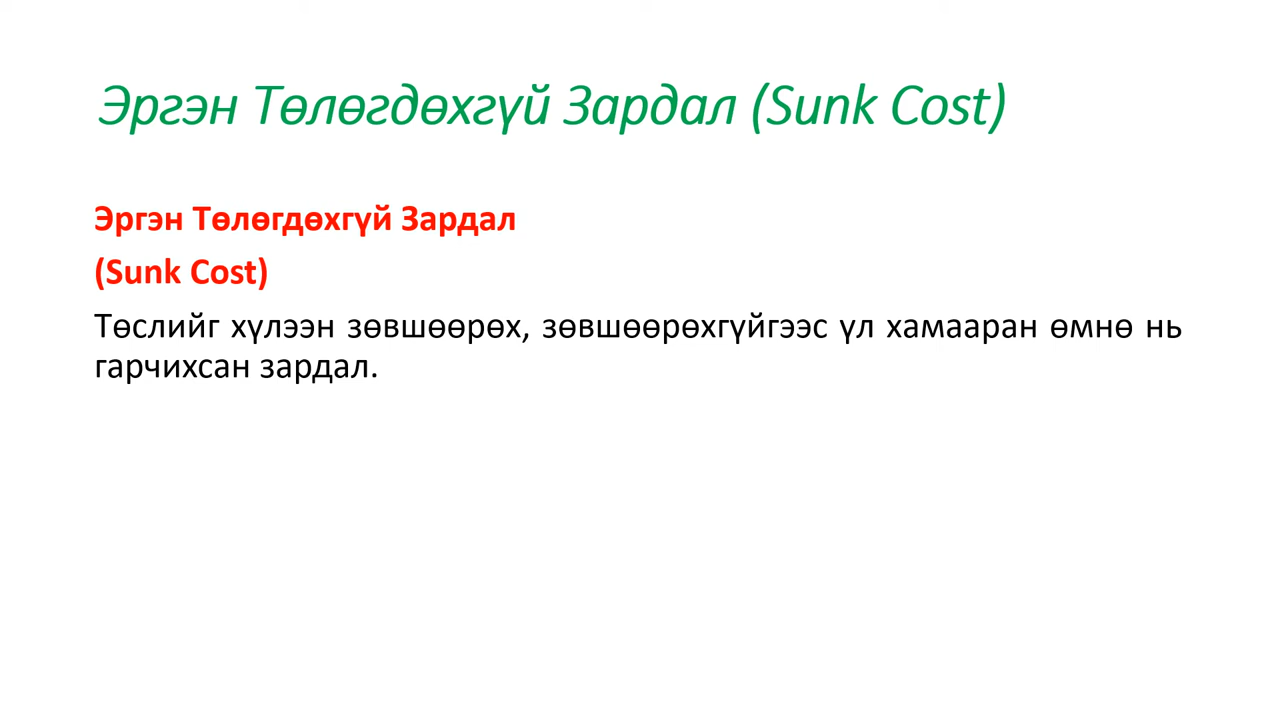 Эргэн Төлөгдөхгүй Зардал (Sunk Cost)
Эргэн Төлөгдөхгүй Зардал
(Sunk Cost)
Төслийг хүлээн зөвшөөрөх, зөвшөөрөхгүйгээс үл хамааран өмнө нь
гарчихсан зардал.